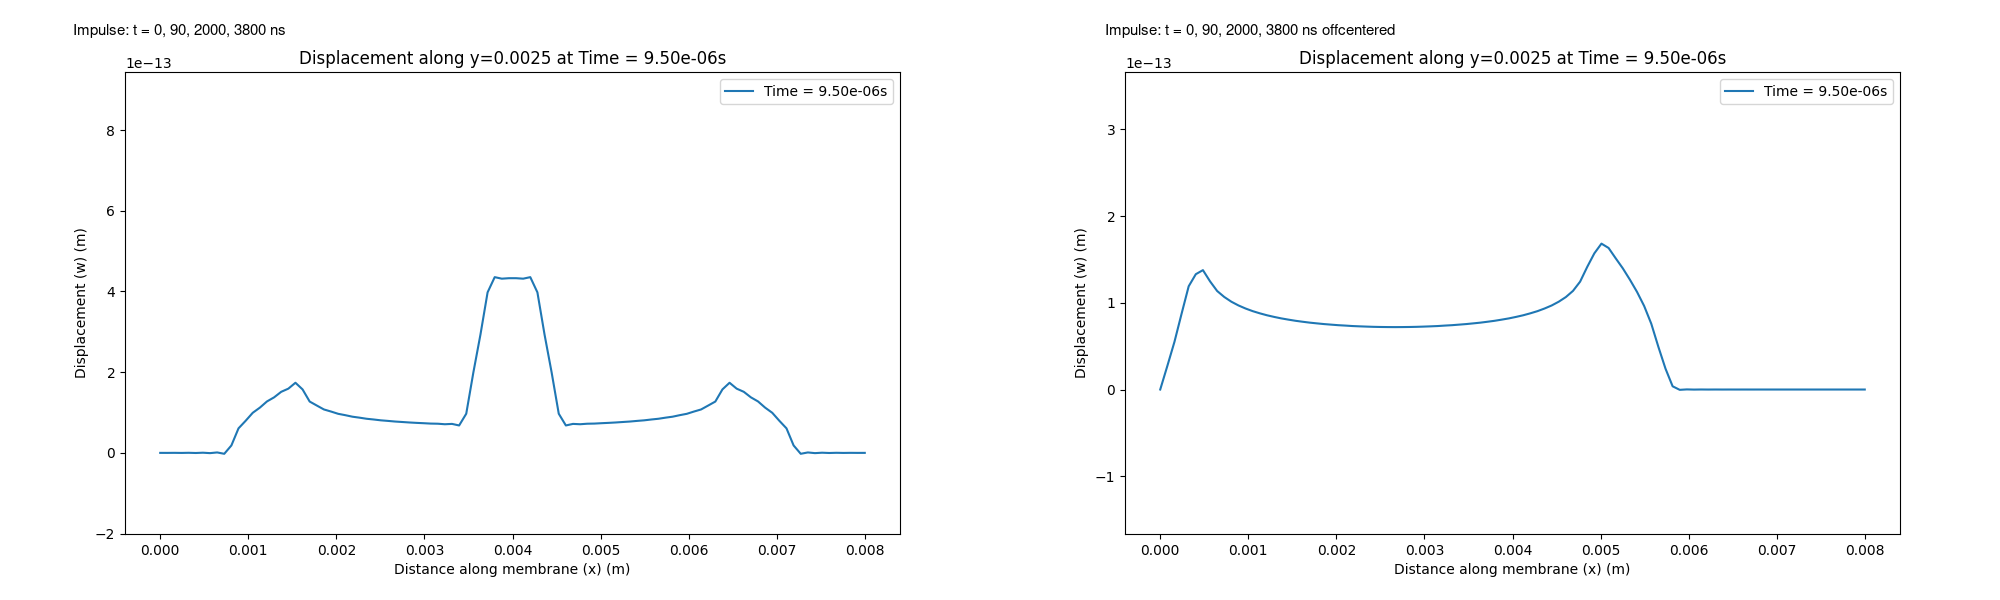 Impulse: t = 0, 90, 2000, 3800 ns
Displacement along y=0.0025 at Time = 9.50e-06s
1e−13
Time = 9.50e-06s
8
6
4
2
0
−2
Displacement (w) (m)
0.000 0.001 0.002 0.003 0.004 0.005 0.006 0.007 0.008
Distance along membrane (x) (m)
Impulse: t = 0, 90, 2000, 3800 ns offcentered
Displacement along y=0.0025 at Time = 9.50e-06s
1e−13
Time = 9.50e-06s
3
2
1
0
−1
Displacement (w) (m)
0.000 0.001 0.002 0.003 0.004 0.005 0.006 0.007 0.008
Distance along membrane (x) (m)